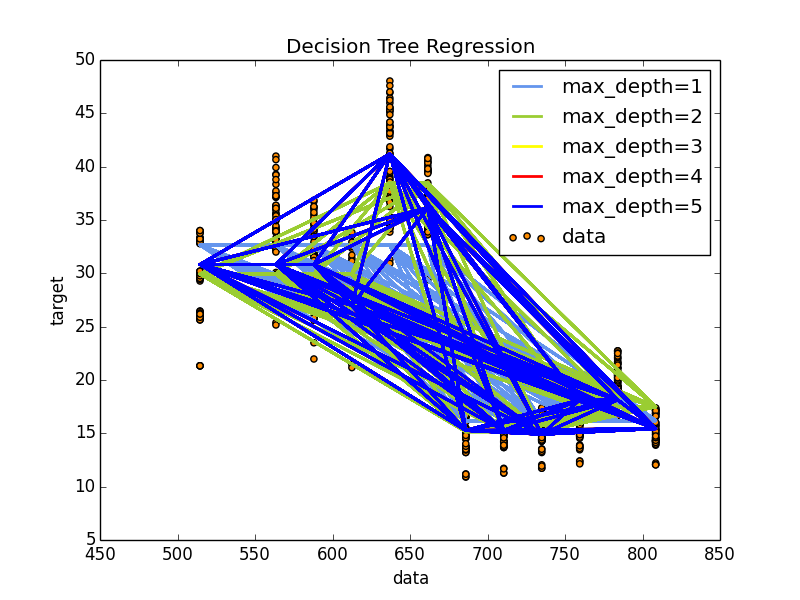 Decision Tree Regression
50
45
40
35
30
25
20
15
10
5
target
450 500 550 600 650 700 750 800 850
data
max_depth=1
max_depth=2
max_depth=3
max_depth=4
max_depth=5
data